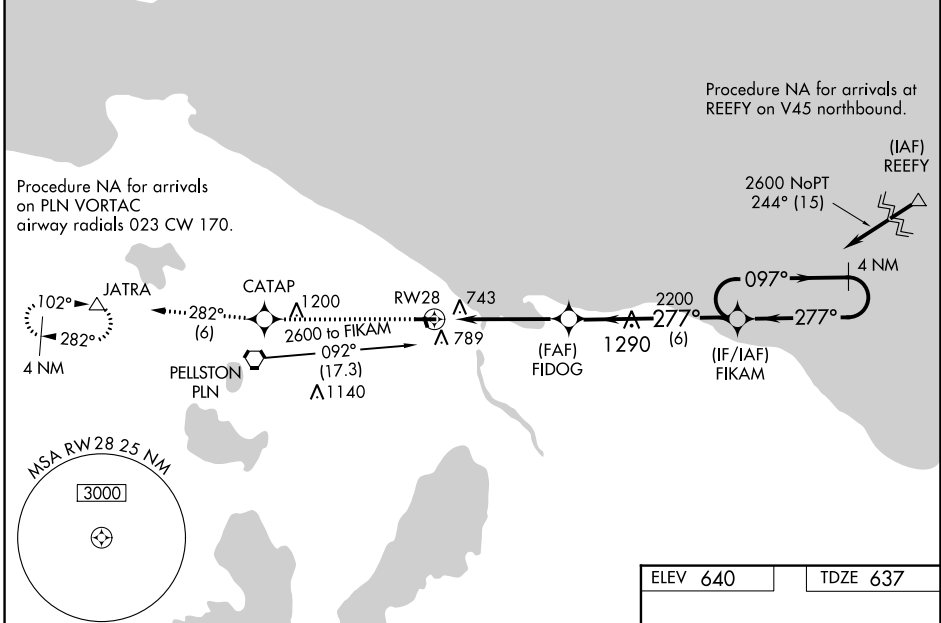 Procedure NA for arrivals at
REEFY on V45 northbound.
(IAF)
REEFY
2600 NoPT
244° (15)
Procedure NA for arrivals
on PLN VORTAC
airway radials 023 CW 170.
4 NM
097°
277°
JATRA
102°
282°
4 NM
282°
(6)
CATAP
1200
RW28
743
789
2600 to FIKAM
092°
(17.3)
1140
PELLSTON
PLN
(FAF)
FIDOG
2200
277°
(6)
1290
(IF/IAF)
FIKAM
MSA RW28 25 NM
3000
ELEV 640
TDZE 637